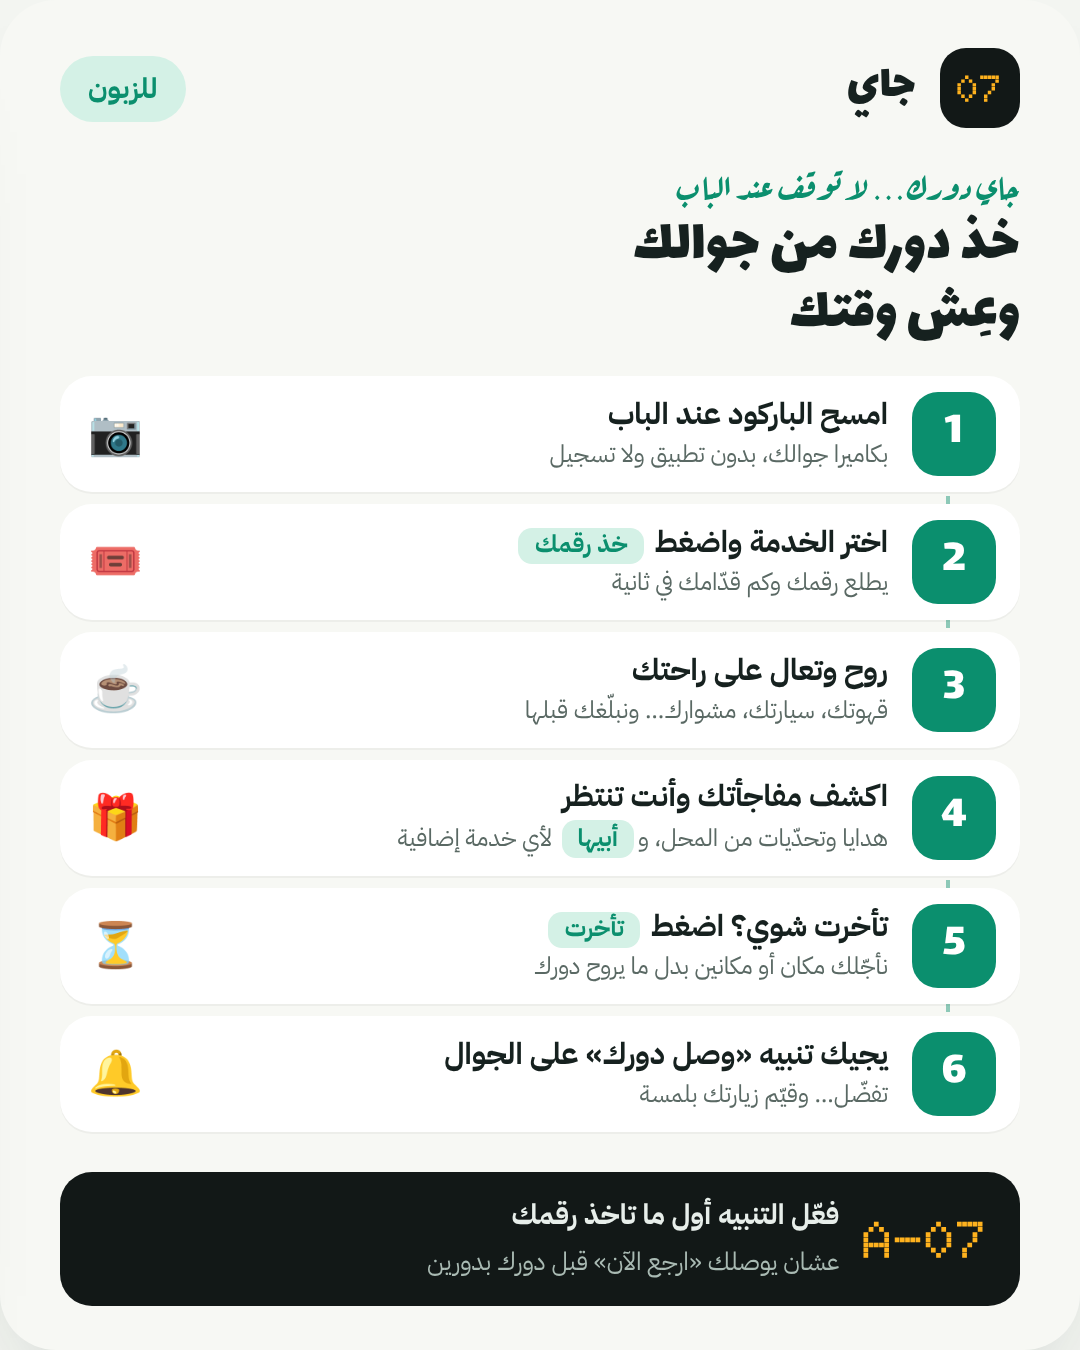 07
جاي
للزبون
جاي دورك... لا توقف عند الباب
خذ دورك من جوالك
وعِش وقتك
1
امسح الباركود عند الباب
بكاميرا جوالك، بدون تطبيق ولا تسجيل
2
اختر الخدمة واضغط خذ رقمك
يطلع رقمك وكم قدّامك في ثانية
3
روح وتعال على راحتك
قهوتك، سيارتك، مشوارك... ونبلّغك قبلها
4
اكشف مفاجأتك وأنت تنتظر
هدايا وتحدّيات من المحل، و أبيها لأي خدمة إضافية
5
تأخرت شوي؟ اضغط تأخرت
نأجّلك مكان أو مكانين بدل ما يروح دورك
6
يجيك تنبيه «وصل دورك» على الجوال
تفضّل... وقيّم زيارتك بلمسة
A-07
فعّل التنبيه أول ما تاخذ رقمك
عشان يوصلك «ارجع الآن» قبل دورك بدورين